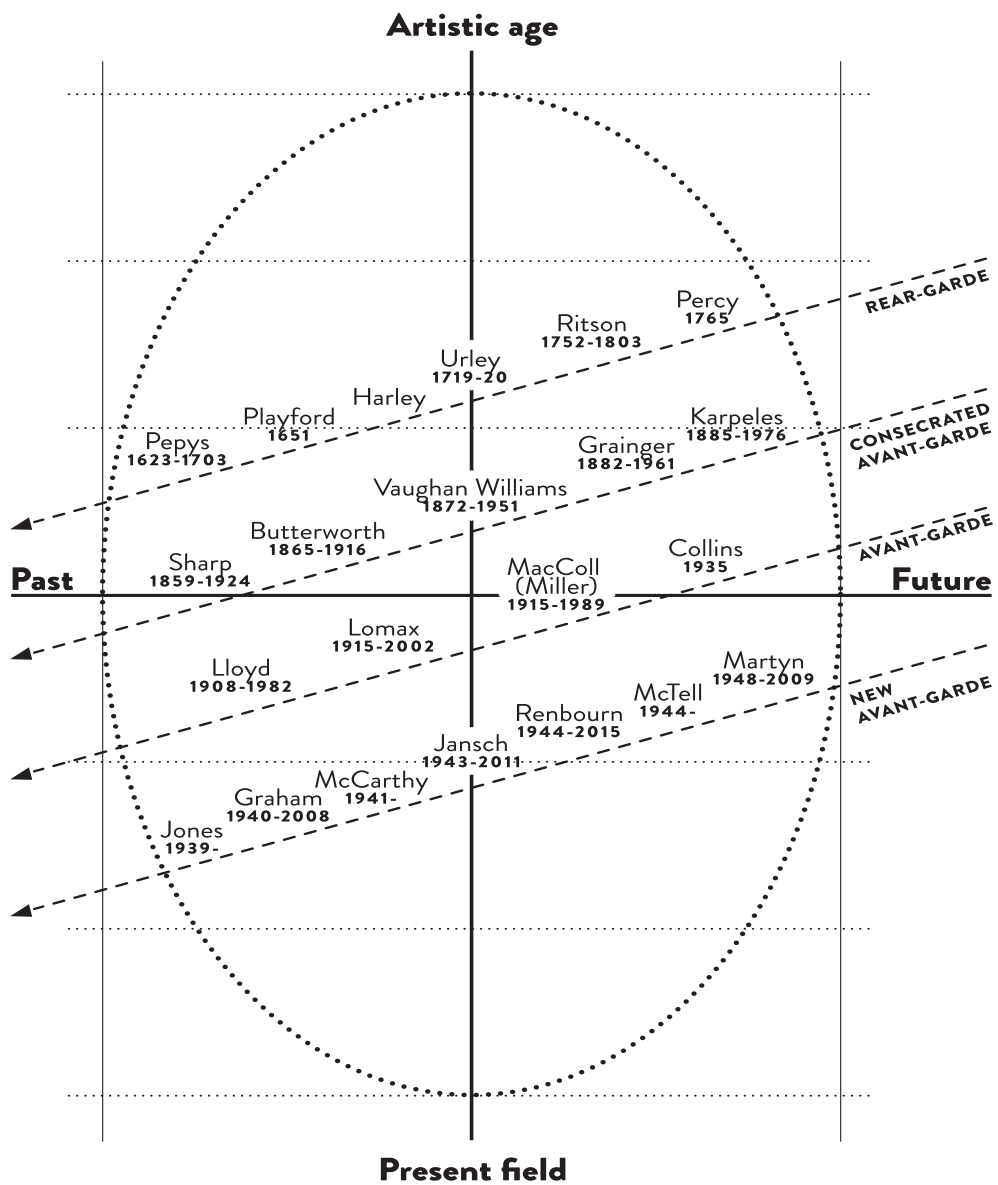 Artistic age
Percy
1765
REAR-GARDE
Ritson
1752-1803
Urley
1719-20
Harley
Playford
1651
Pepys
1623-1703
Karpeles
1885-1976
CONSECRATED
AVANT-GARDE
Grainger
1882-1961
Vaughan Williams
1872-1951
Butterworth
1865-1916
Sharp
1859-1924
Past
Future
Collins
1935
AVANT-GARDE
MacColl
(Miller)
1915-1989
Lomax
1915-2002
Lloyd
1908-1982
Martyn
1948-2009
NEW
AVANT-GARDE
McTell
1944-
Renbourn
1944-2015
Jansch
1943-2011
McCarthy
1941-
Graham
1940-2008
Jones
1939-
Present field